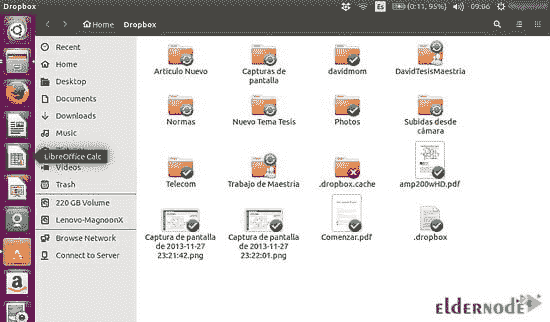 Dropbox
Es
(0:11, 95%)
09:06
Home Dropbox
Recent
Home
Desktop
Documents
Downloads
Music
LibreOffice Calc
Videos
Trash
220 GB Volume
Lenovo-MagnoonX
Browse Network
Connect to Server
Articulo Nuevo
Capturas de
pantalla
davidmom
DavidTesisMaestria
Normas
Nuevo Tema Tesis
Photos
Subidas desde
cámara
Telecom
Trabajo de Maestria
.dropbox.cache
amp200wHD.pdf
Captura de pantalla
de 2013-11-27
23:21:42.png
Captura de pantalla
de 2013-11-27
23:22:01.png
Comenzar.pdf
.dropbox
ELDERNODE